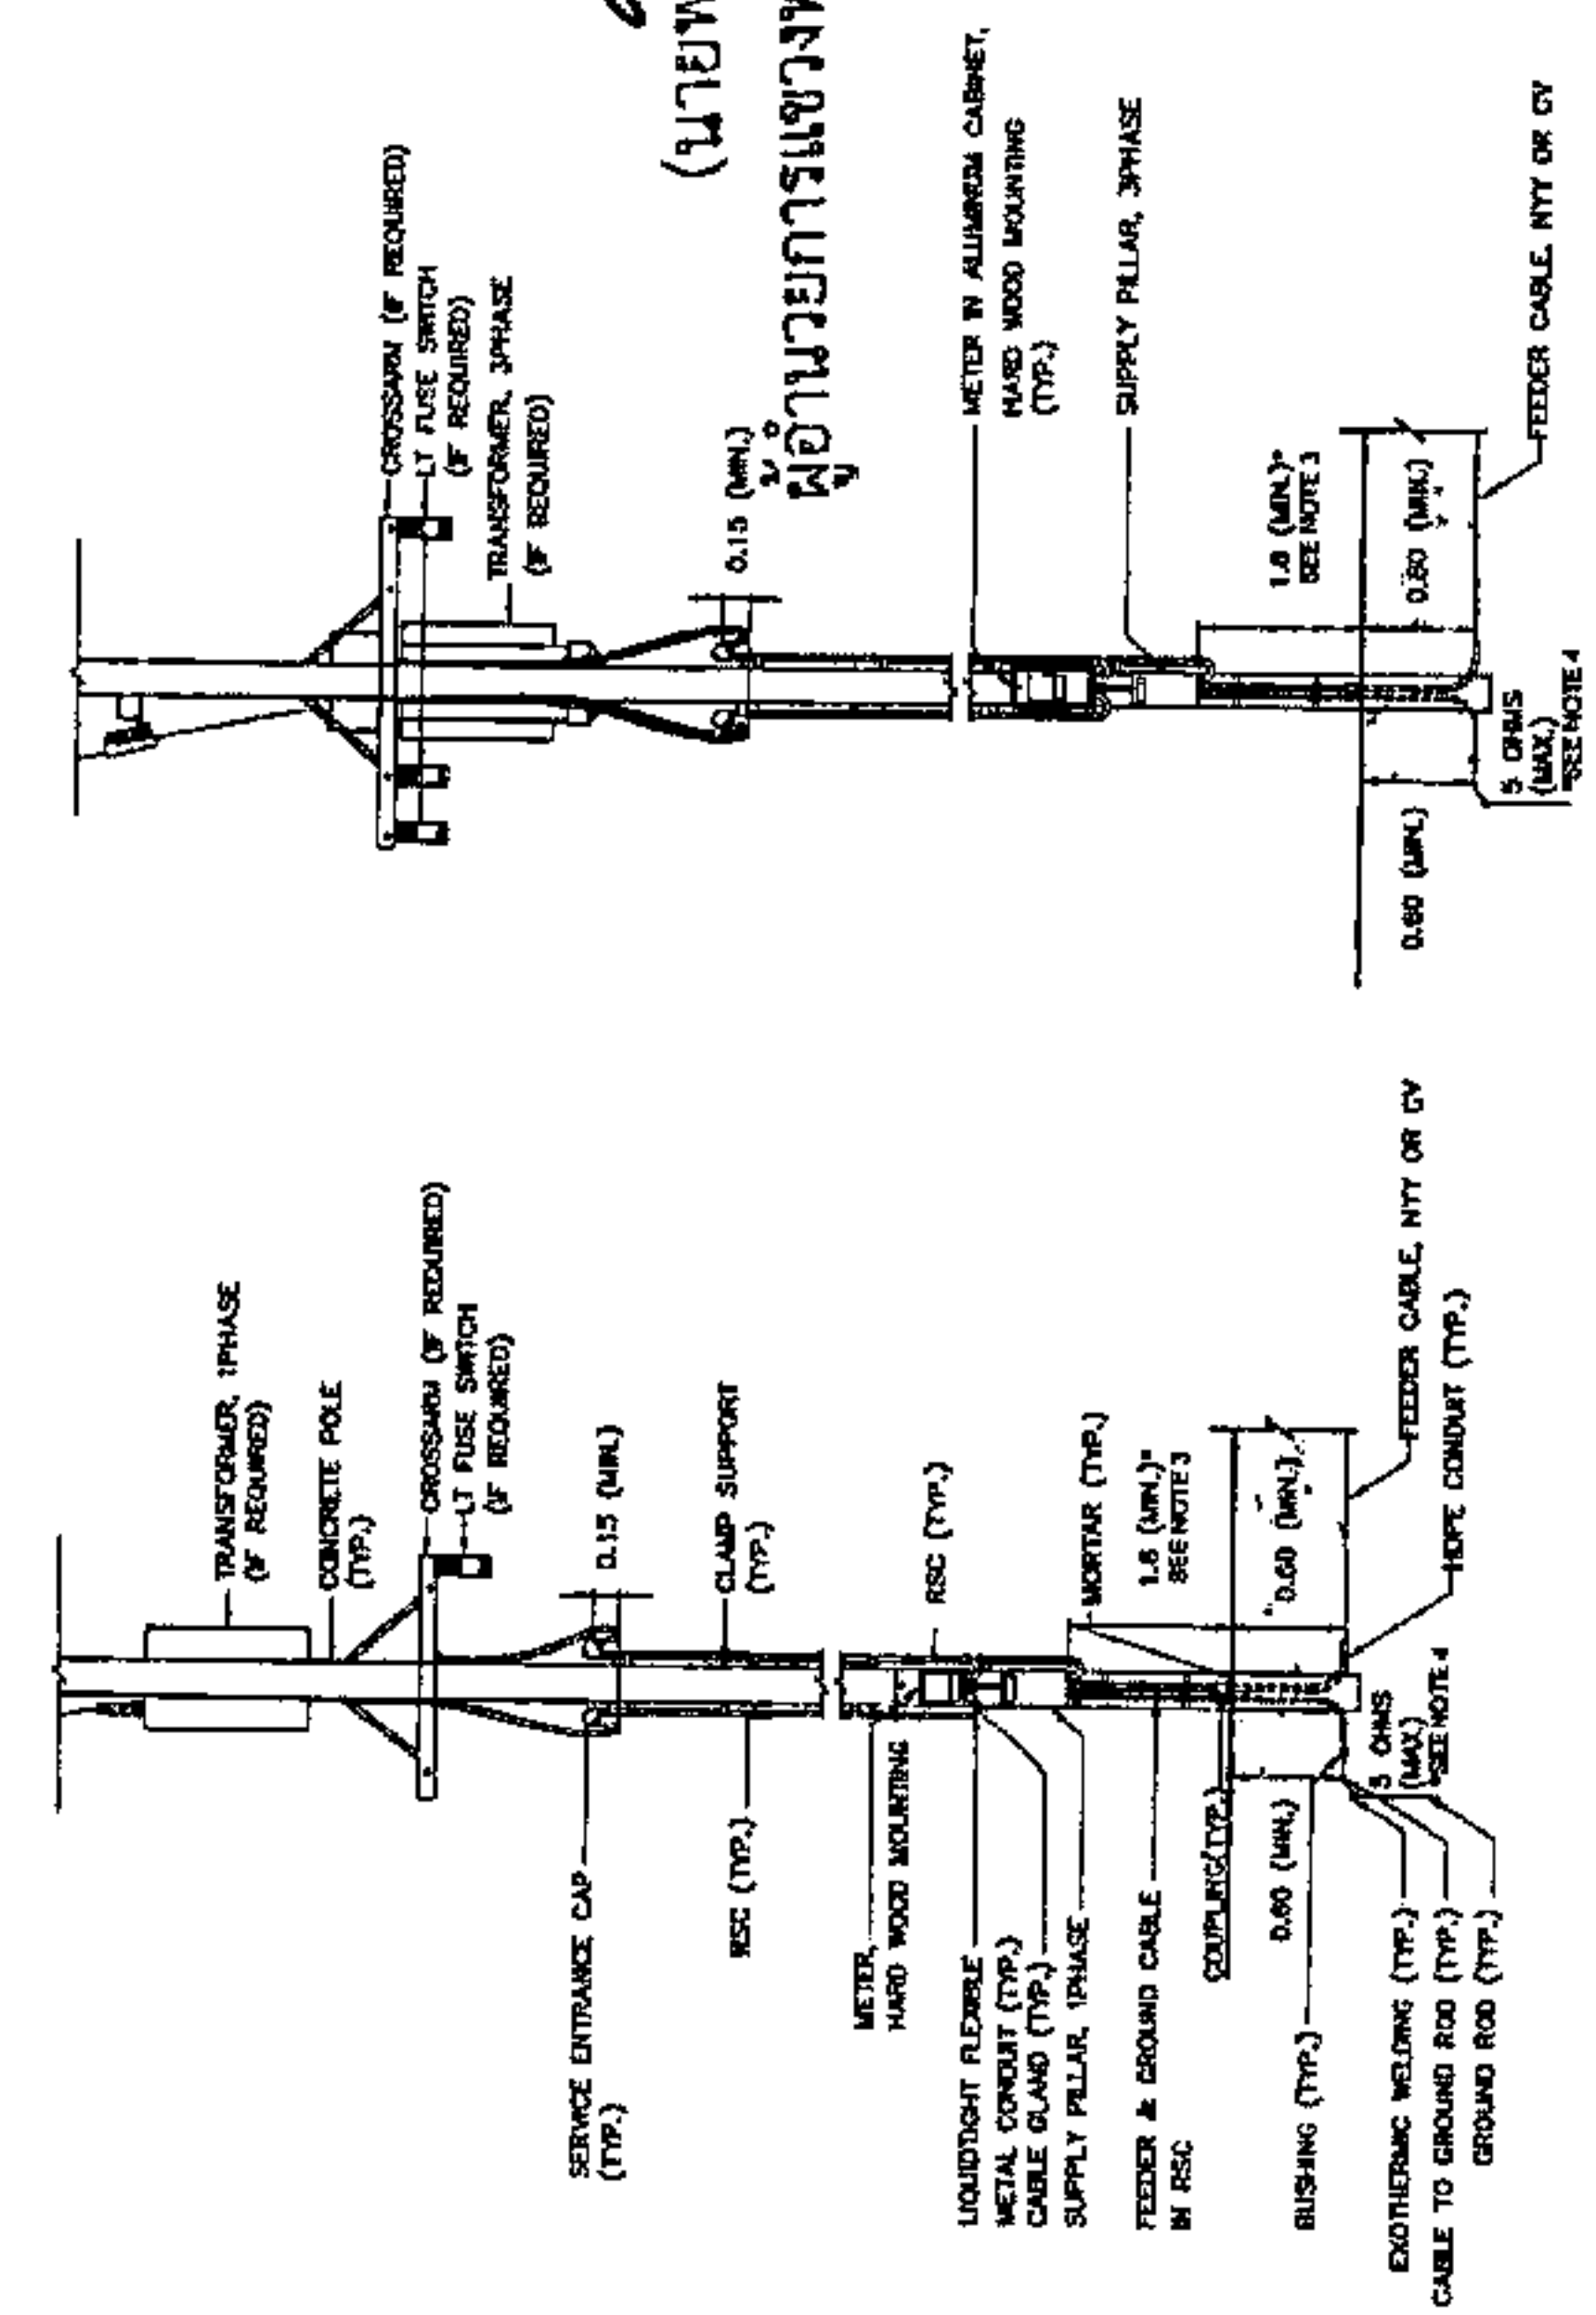 TRANSFORMER, 1PHASE
(IF REQUIRED)
CONCRETE POLE
(TYP.)
CROSSARM (IF REQUIRED)
LT FUSE SWITCH
(IF REQUIRED)
0.15 (MIN.)
SERVICE ENTRANCE CAP
(TYP.)
CLAMP SUPPORT
(TYP.)
RSC (TYP.)
METER,
HARD WOOD MOUNTING
RSC (TYP.)
LIQUIDTIGHT FLEXIBLE
METAL CONDUIT (TYP.)
CABLE GLAND (TYP.)
SUPPLY PILLAR, 1PHASE
MORTAR (TYP.)
FEEDER & GROUND CABLE
IN RSC
1.8 (MIN.)*
SEE NOTE 3
COUPLING(TYP.)
0.60 (MIN.)
0.60 (MIN.)
BUSHING (TYP.)
5 OHMS
(MAX.)
*SEE NOTE 4
EXOTHERMIC WELDING (TYP.)
CABLE TO GROUND ROD (TYP.)
GROUND ROD (TYP.)
FEEDER CABLE, NYY OR CV
HDPE CONDUIT (TYP.)
CROSSARM (IF REQUIRED)
LT FUSE SWITCH
(IF REQUIRED)
TRANSFORMER, 3PHASE
(IF REQUIRED)
0.15 (MIN.)
METER IN ALUMINIUM CABINET,
HARD WOOD MOUNTING
(TYP.)
SUPPLY PILLAR, 3PHASE
1.8 (MIN.)*
SEE NOTE 3
0.60 (MIN.)
0.60 (MIN.)
5 OHMS
(MAX.)
*SEE NOTE 4
FEEDER CABLE, NYY OR CV